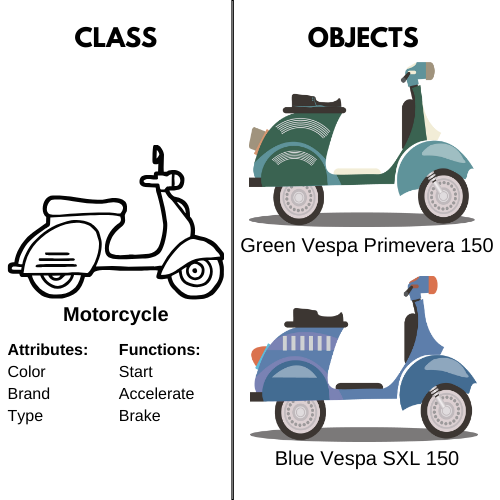 CLASS
Motorcycle
Attributes: Functions:
Color Start
Brand Accelerate
Type Brake
OBJECTS
Green Vespa Primevera 150
Blue Vespa SXL 150